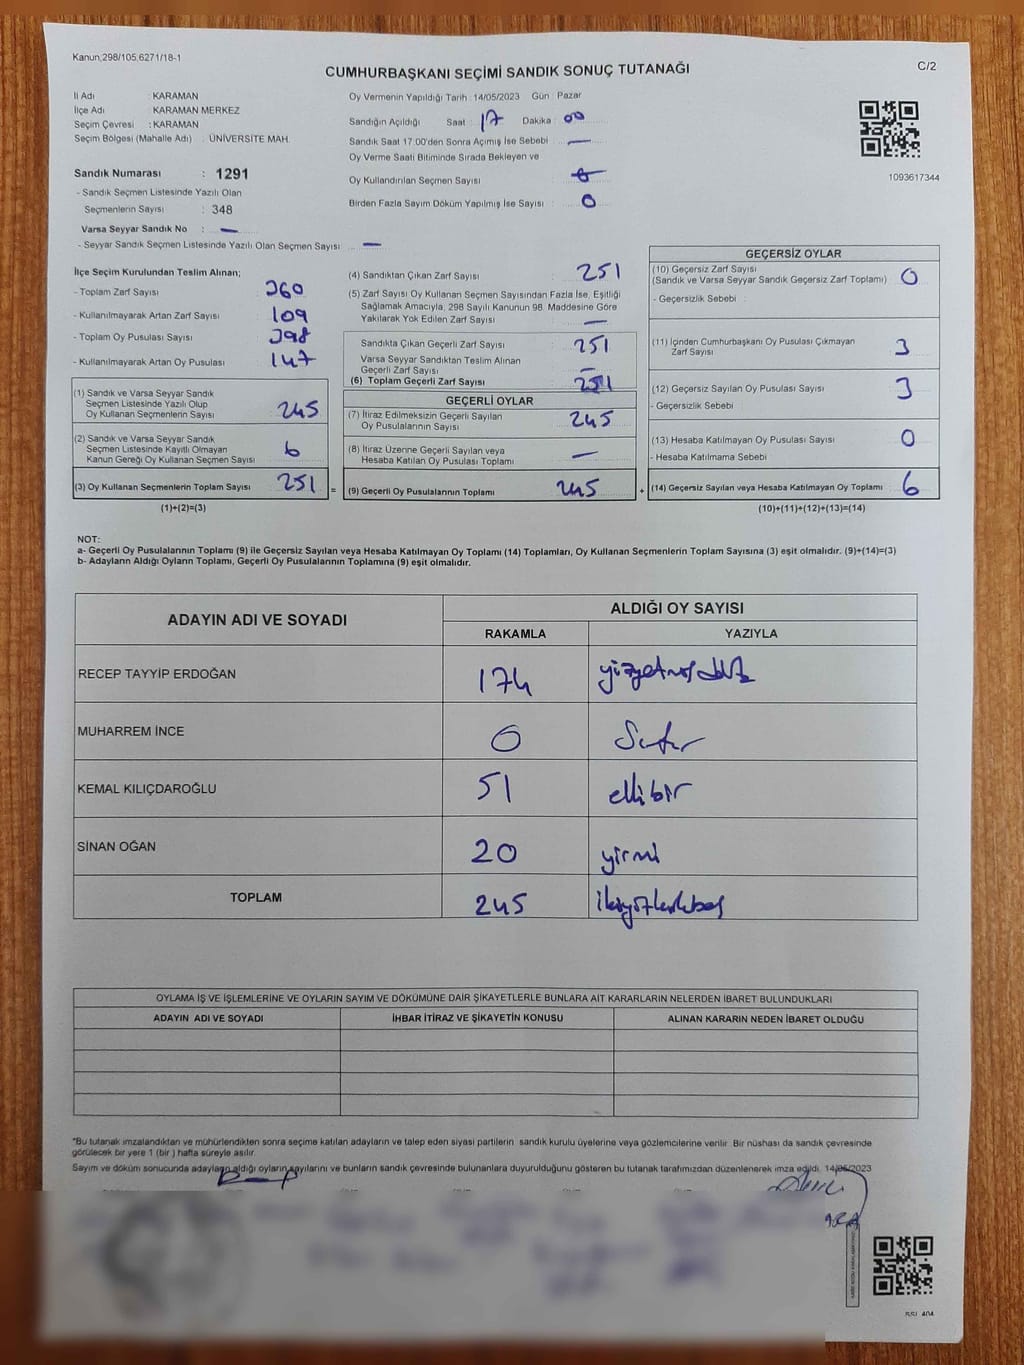 Kanun;298/105,6271/18-1
CUMHURBAŞKANI SEÇİMİ SANDIK SONUÇ TUTANAĞI
C/2
İl Adı : KARAMAN
İlçe Adı : KARAMAN MERKEZ
Seçim Çevresi : KARAMAN
Seçim Bölgesi (Mahalle Adı) : ÜNİVERSİTE MAH.
Sandık Numarası : 1291
- Sandık Seçmen Listesinde Yazılı Olan
Seçmenlerin Sayısı : 348
Varsa Seyyar Sandık No : —
- Seyyar Sandık Seçmen Listesinde Yazılı Olan Seçmen Sayısı : —
Oy Vermenin Yapıldığı Tarih : 14/05/2023 Gün : Pazar
Sandığın Açıldığı Saat : 17 Dakika : 00
Sandık Saat 17:00'den Sonra Açımış İse Sebebi : —
Oy Verme Saati Bitiminde Sırada Bekleyen ve
Oy Kullandırılan Seçmen Sayısı :
Birden Fazla Sayım Döküm Yapılmış İse Sayısı : 0
1093617344
İlçe Seçim Kurulundan Teslim Alınan;
- Toplam Zarf Sayısı : 360
- Kullanılmayarak Artan Zarf Sayısı : 109
- Toplam Oy Pusulası Sayısı : 398
- Kullanılmayarak Artan Oy Pusulası : 147
(1) Sandık ve Varsa Seyyar Sandık
Seçmen Listesinde Yazılı Olup
Oy Kullanan Seçmenlerin Sayısı : 245
(2) Sandık ve Varsa Seyyar Sandık
Seçmen Listesinde Kayıtlı Olmayan
Kanun Gereği Oy Kullanan Seçmen Sayısı : 6
(3) Oy Kullanan Seçmenlerin Toplam Sayısı : 251 =
(1)+(2)=(3)
(4) Sandıktan Çıkan Zarf Sayısı : 251
(5) Zarf Sayısı Oy Kullanan Seçmen Sayısından Fazla İse, Eşitliği
Sağlamak Amacıyla, 298 Sayılı Kanunun 98. Maddesine Göre
Yakılarak Yok Edilen Zarf Sayısı : —
Sandıkta Çıkan Geçerli Zarf Sayısı : 251
Varsa Seyyar Sandıktan Teslim Alınan
Geçerli Zarf Sayısı : —
(6) Toplam Geçerli Zarf Sayısı : 251
GEÇERLİ OYLAR
(7) İtiraz Edilmeksizin Geçerli Sayılan
Oy Pusulasının Sayısı : 245
(8) İtiraz Üzerine Geçerli Sayılan veya
Hesaba Katılan Oy Pusulası Toplamı : —
(9) Geçerli Oy Pusulalarının Toplamı : 245 +
GEÇERSİZ OYLAR
(10) Geçersiz Zarf Sayısı
(Sandık ve Varsa Seyyar Sandık Geçersiz Zarf Toplamı) : 0
- Geçersizlik Sebebi :
(11) İçinden Cumhurbaşkanı Oy Pusulası Çıkmayan
Zarf Sayısı : 3
(12) Geçersiz Sayılan Oy Pusulası Sayısı : 3
- Geçersizlik Sebebi :
(13) Hesaba Katılmayan Oy Pusulası Sayısı : 0
- Hesaba Katılmama Sebebi :
(14) Geçersiz Sayılan veya Hesaba Katılmayan Oy Toplamı : 6
(10)+(11)+(12)+(13)=(14)
NOT:
a- Geçerli Oy Pusulalarının Toplamı (9) ile Geçersiz Sayılan veya Hesaba Katılmayan Oy Toplamı (14) Toplamları, Oy Kullanan Seçmenlerin Toplam Sayısına (3) eşit olmalıdır. (9)+(14)=(3)
b- Adayların Aldığı Oyların Toplamı, Geçerli Oy Pusulalarının Toplamına (9) eşit olmalıdır.
ADAYIN ADI VE SOYADI ALDIĞI OY SAYISI
RAKAMLA YAZIYLA
RECEP TAYYİP ERDOĞAN 174 yüzyetmişdört
MUHARREM İNCE 0 Sıfır
KEMAL KILIÇDAROĞLU 51 ellibir
SİNAN OĞAN 20 yirmi
TOPLAM 245 ikiyüzkırkbeş
OYLAMA İŞ VE İŞLEMLERİNE VE OYLARIN SAYIM VE DÖKÜMÜNE DAİR ŞİKAYETLERLE BUNLARA AİT KARARLARIN NELERDEN İBARET BULUNDUKLARI
ADAYIN ADI VE SOYADI İHBAR İTİRAZ VE ŞİKAYETİN KONUSU ALINAN KARARIN NEDEN İBARET OLDUĞU
*Bu tutanak imzalandıktan ve mühürlendikten sonra seçime katılan adayların ve talep eden siyasi partilerin sandık kurulu üyelerine veya gözlemcilerine verilir. Bir nüshası da sandık çevresinde
görülecek bir yere 1 (bir ) hafta süreyle asılır.
Sayım ve döküm sonucunda adayların aldığı oyların sayılarını ve bunların sandık çevresinde bulunanlara duyurulduğunu gösteren bu tutanak tarafımızdan düzenlenerek imza edildi. 14/05/2023